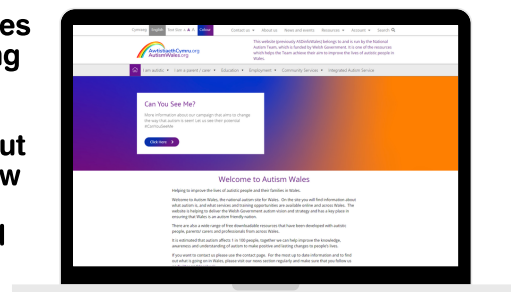 es
ng
ut
w
Cymraeg English Font Size: A A A Colour Contact us About us News and events Resources Account Search
AwtistiaethCymru.org
AutismWales.org
This website (previously ASDinfoWales) belongs to and is run by the National
Autism Team, which is funded by Welsh Government. It is one of the resources
which helps the Team achieve their aim to improve the lives of autistic people in
Wales.
I am autistic I am a parent / carer Education Employment Community Services Integrated Autism Service
Can You See Me?
More information about our campaign that aims to change
the way that autism is seen! Let us see their potential
#CanYouSeeMe
Click here
Welcome to Autism Wales
Helping to improve the lives of autistic people and their families in Wales.
Welcome to Autism Wales, the national autism site for Wales. On the site you will find information about
what autism is, and what services and training opportunities are available online and across Wales. The
website is helping to deliver the Welsh Government autism vision and strategy and has a key place in
ensuring that Wales is an autism friendly nation.
There are also a wide range of free downloadable resources that have been developed with autistic
people, parents/ carers and professionals from across Wales.
It is estimated that autism affects 1 in 100 people, together we can help improve the knowledge,
awareness and understanding of autism to make positive and lasting changes to people's lives.
If you want to contact us please use the contact page. For the most up to date information and to find
out what is going on in Wales, please visit our news section regularly and make sure that you follow us